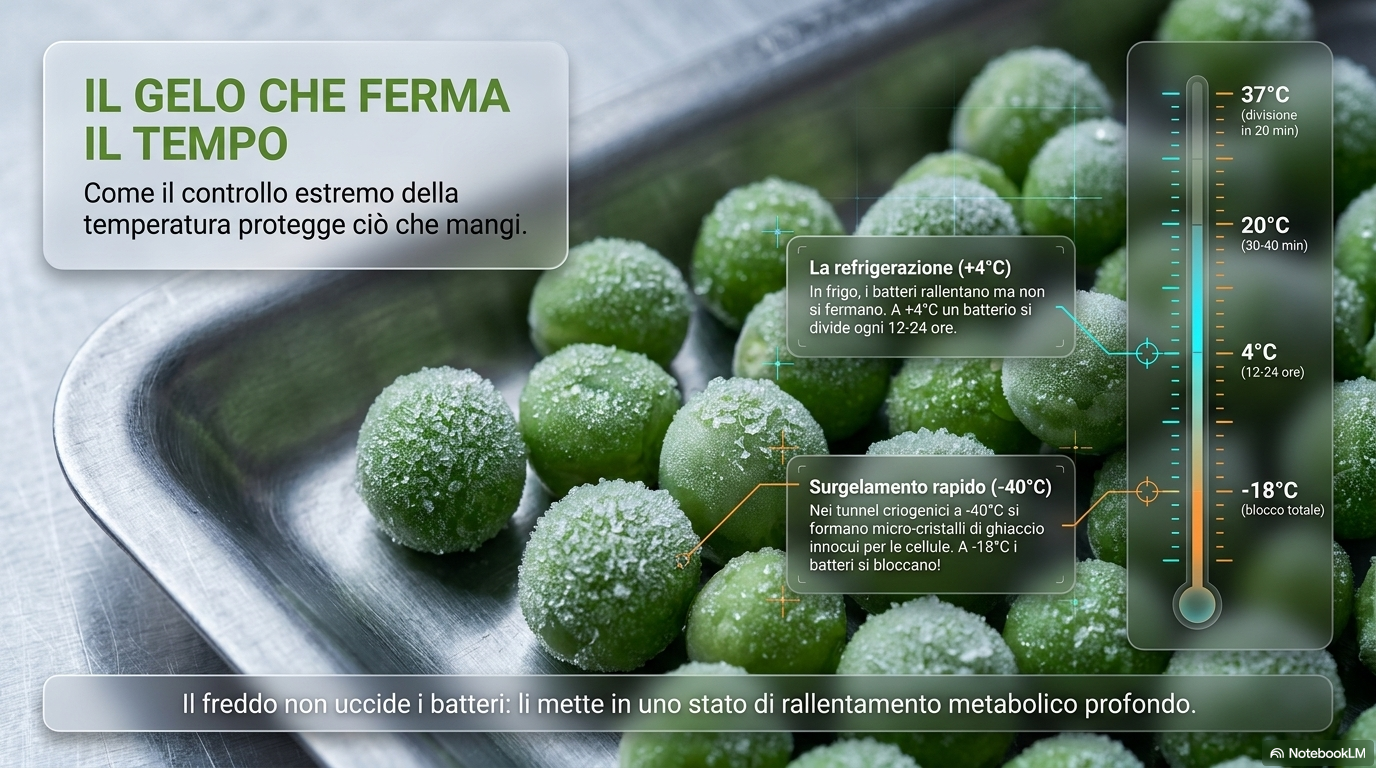 IL GELO CHE FERMA
IL TEMPO
Come il controllo estremo della
temperatura protegge ciò che mangi.
La refrigerazione (+4°C)
In frigo, i batteri rallentano ma non
si fermano. A +4°C un batterio si
divide ogni 12-24 ore.
Surgelamento rapido (-40°C)
Nei tunnel criogenici a -40°C si
formano micro-cristalli di ghiaccio
innocui per le cellule. A -18°C i
batteri si bloccano!
37°C
(divisione
in 20 min)
20°C
(30-40 min)
4°C
(12-24 ore)
-18°C
(blocco totale)
Il freddo non uccide i batteri: li mette in uno stato di rallentamento metabolico profondo.
NotebookLM